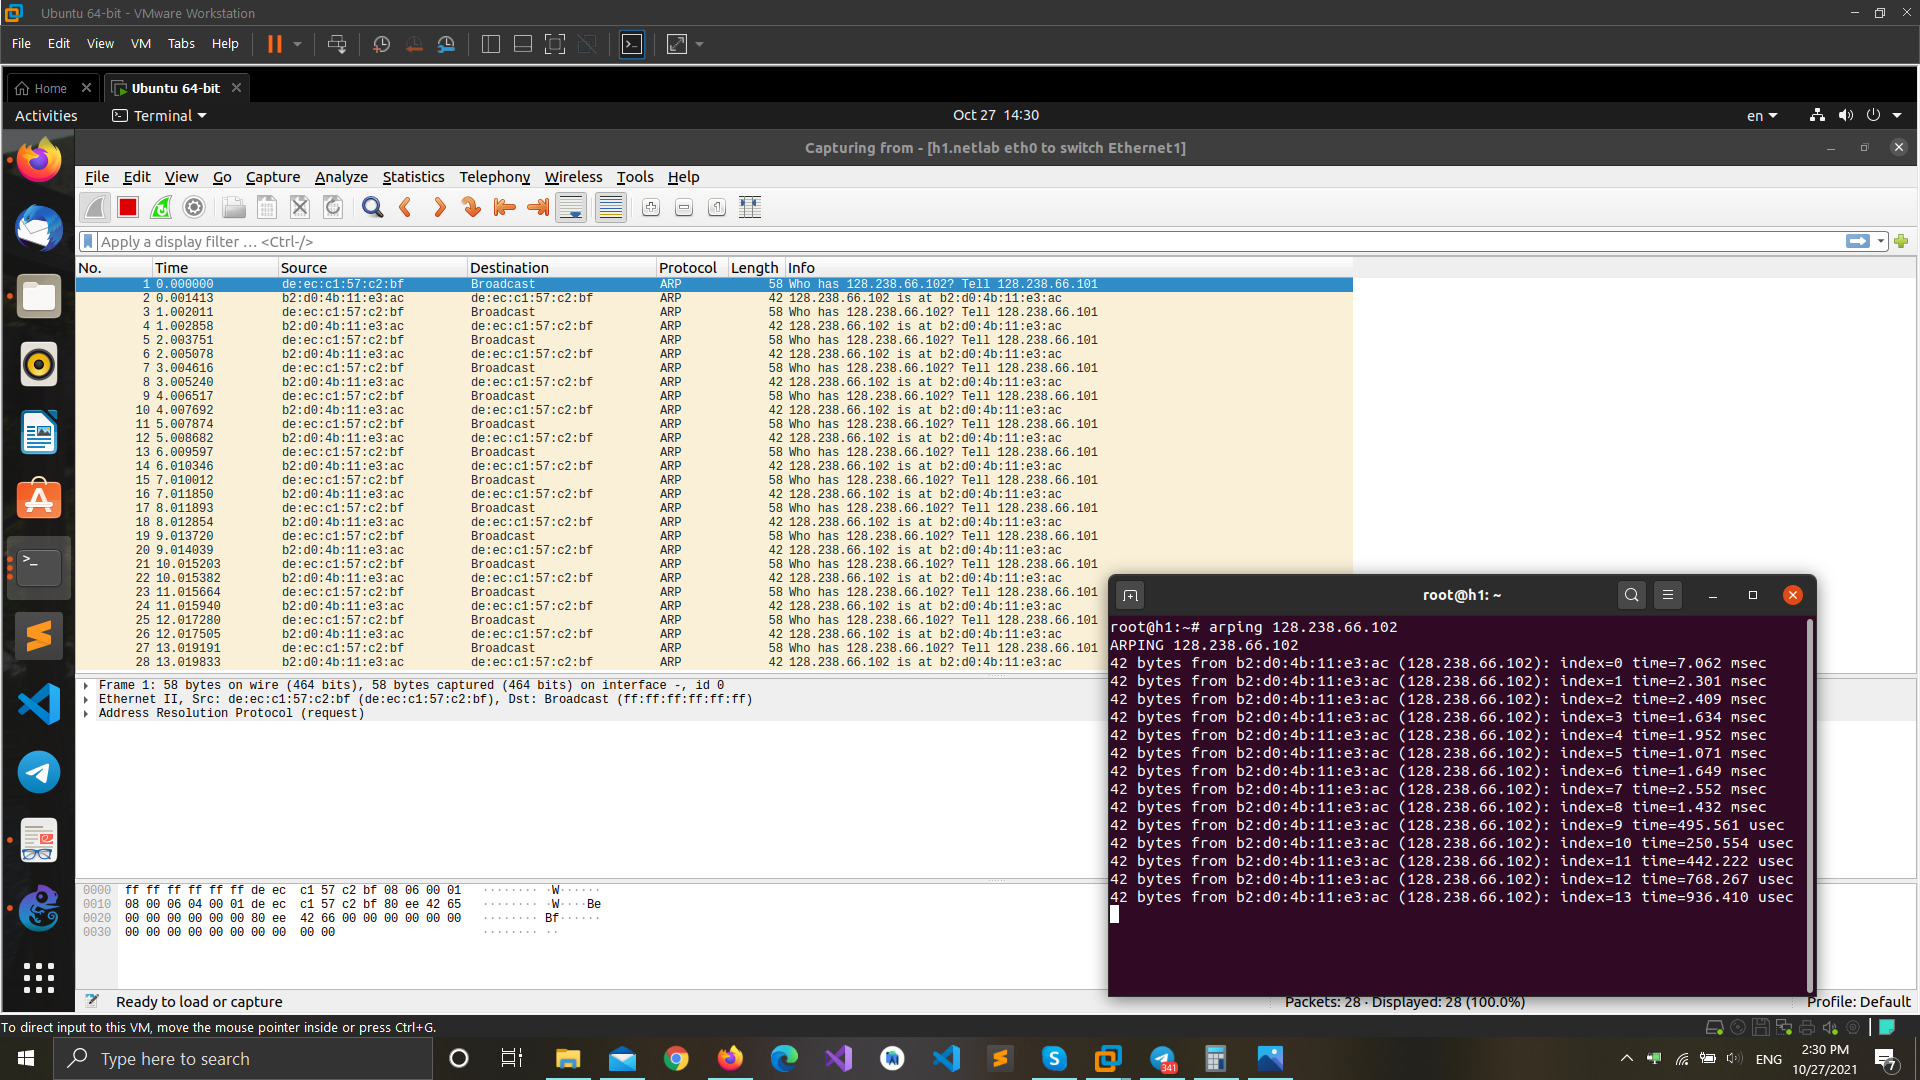 Ubuntu 64-bit - VMware Workstation
File Edit View VM Tabs Help
Home Ubuntu 64-bit
Activities Terminal Oct 27 14:30 en
Capturing from - [h1.netlab eth0 to switch Ethernet1]
File Edit View Go Capture Analyze Statistics Telephony Wireless Tools Help
Apply a display filter … <Ctrl-/>
No. Time Source Destination Protocol Length Info
1 0.000000 de:ec:c1:57:c2:bf Broadcast ARP 58 Who has 128.238.66.102? Tell 128.238.66.101
2 0.001413 b2:d0:4b:11:e3:ac de:ec:c1:57:c2:bf ARP 42 128.238.66.102 is at b2:d0:4b:11:e3:ac
3 1.002011 de:ec:c1:57:c2:bf Broadcast ARP 58 Who has 128.238.66.102? Tell 128.238.66.101
4 1.002858 b2:d0:4b:11:e3:ac de:ec:c1:57:c2:bf ARP 42 128.238.66.102 is at b2:d0:4b:11:e3:ac
5 2.003751 de:ec:c1:57:c2:bf Broadcast ARP 58 Who has 128.238.66.102? Tell 128.238.66.101
6 2.005078 b2:d0:4b:11:e3:ac de:ec:c1:57:c2:bf ARP 42 128.238.66.102 is at b2:d0:4b:11:e3:ac
7 3.004616 de:ec:c1:57:c2:bf Broadcast ARP 58 Who has 128.238.66.102? Tell 128.238.66.101
8 3.005240 b2:d0:4b:11:e3:ac de:ec:c1:57:c2:bf ARP 42 128.238.66.102 is at b2:d0:4b:11:e3:ac
9 4.006517 de:ec:c1:57:c2:bf Broadcast ARP 58 Who has 128.238.66.102? Tell 128.238.66.101
10 4.007692 b2:d0:4b:11:e3:ac de:ec:c1:57:c2:bf ARP 42 128.238.66.102 is at b2:d0:4b:11:e3:ac
11 5.007874 de:ec:c1:57:c2:bf Broadcast ARP 58 Who has 128.238.66.102? Tell 128.238.66.101
12 5.008682 b2:d0:4b:11:e3:ac de:ec:c1:57:c2:bf ARP 42 128.238.66.102 is at b2:d0:4b:11:e3:ac
13 6.009597 de:ec:c1:57:c2:bf Broadcast ARP 58 Who has 128.238.66.102? Tell 128.238.66.101
14 6.010346 b2:d0:4b:11:e3:ac de:ec:c1:57:c2:bf ARP 42 128.238.66.102 is at b2:d0:4b:11:e3:ac
15 7.010012 de:ec:c1:57:c2:bf Broadcast ARP 58 Who has 128.238.66.102? Tell 128.238.66.101
16 7.011850 b2:d0:4b:11:e3:ac de:ec:c1:57:c2:bf ARP 42 128.238.66.102 is at b2:d0:4b:11:e3:ac
17 8.011893 de:ec:c1:57:c2:bf Broadcast ARP 58 Who has 128.238.66.102? Tell 128.238.66.101
18 8.012854 b2:d0:4b:11:e3:ac de:ec:c1:57:c2:bf ARP 42 128.238.66.102 is at b2:d0:4b:11:e3:ac
19 9.013720 de:ec:c1:57:c2:bf Broadcast ARP 58 Who has 128.238.66.102? Tell 128.238.66.101
20 9.014039 b2:d0:4b:11:e3:ac de:ec:c1:57:c2:bf ARP 42 128.238.66.102 is at b2:d0:4b:11:e3:ac
21 10.015203 de:ec:c1:57:c2:bf Broadcast ARP 58 Who has 128.238.66.102? Tell 128.238.66.101
22 10.015382 b2:d0:4b:11:e3:ac de:ec:c1:57:c2:bf ARP 42 128.238.66.102 is at b2:d0:4b:11:e3:ac
23 11.015664 de:ec:c1:57:c2:bf Broadcast ARP 58 Who has 128.238.66.102? Tell 128.238.66.101
24 11.015940 b2:d0:4b:11:e3:ac de:ec:c1:57:c2:bf ARP 42 128.238.66.102 is at b2:d0:4b:11:e3:ac
25 12.017280 de:ec:c1:57:c2:bf Broadcast ARP 58 Who has 128.238.66.102? Tell 128.238.66.101
26 12.017505 b2:d0:4b:11:e3:ac de:ec:c1:57:c2:bf ARP 42 128.238.66.102 is at b2:d0:4b:11:e3:ac
27 13.019191 de:ec:c1:57:c2:bf Broadcast ARP 58 Who has 128.238.66.102? Tell 128.238.66.101
28 13.019833 b2:d0:4b:11:e3:ac de:ec:c1:57:c2:bf ARP 42 128.238.66.102 is at b2:d0:4b:11:e3:ac
Frame 1: 58 bytes on wire (464 bits), 58 bytes captured (464 bits) on interface -, id 0
Ethernet II, Src: de:ec:c1:57:c2:bf (de:ec:c1:57:c2:bf), Dst: Broadcast (ff:ff:ff:ff:ff:ff)
Address Resolution Protocol (request)
0000 ff ff ff ff ff ff de ec c1 57 c2 bf 08 06 00 01 ········ ·W······
0010 08 00 06 04 00 01 de ec c1 57 c2 bf 80 ee 42 65 ········ ·W····Be
0020 00 00 00 00 00 00 80 ee 42 66 00 00 00 00 00 00 ········ Bf······
0030 00 00 00 00 00 00 00 00 00 00 ········ ··
root@h1: ~
root@h1:~# arping 128.238.66.102
ARPING 128.238.66.102
42 bytes from b2:d0:4b:11:e3:ac (128.238.66.102): index=0 time=7.062 msec
42 bytes from b2:d0:4b:11:e3:ac (128.238.66.102): index=1 time=2.301 msec
42 bytes from b2:d0:4b:11:e3:ac (128.238.66.102): index=2 time=2.409 msec
42 bytes from b2:d0:4b:11:e3:ac (128.238.66.102): index=3 time=1.634 msec
42 bytes from b2:d0:4b:11:e3:ac (128.238.66.102): index=4 time=1.952 msec
42 bytes from b2:d0:4b:11:e3:ac (128.238.66.102): index=5 time=1.071 msec
42 bytes from b2:d0:4b:11:e3:ac (128.238.66.102): index=6 time=1.649 msec
42 bytes from b2:d0:4b:11:e3:ac (128.238.66.102): index=7 time=2.552 msec
42 bytes from b2:d0:4b:11:e3:ac (128.238.66.102): index=8 time=1.432 msec
42 bytes from b2:d0:4b:11:e3:ac (128.238.66.102): index=9 time=495.561 usec
42 bytes from b2:d0:4b:11:e3:ac (128.238.66.102): index=10 time=250.554 usec
42 bytes from b2:d0:4b:11:e3:ac (128.238.66.102): index=11 time=442.222 usec
42 bytes from b2:d0:4b:11:e3:ac (128.238.66.102): index=12 time=768.267 usec
42 bytes from b2:d0:4b:11:e3:ac (128.238.66.102): index=13 time=936.410 usec
Ready to load or capture Packets: 28 · Displayed: 28 (100.0%) Profile: Default
To direct input to this VM, move the mouse pointer inside or press Ctrl+G.
Type here to search
341
ENG
2:30 PM
10/27/2021
7